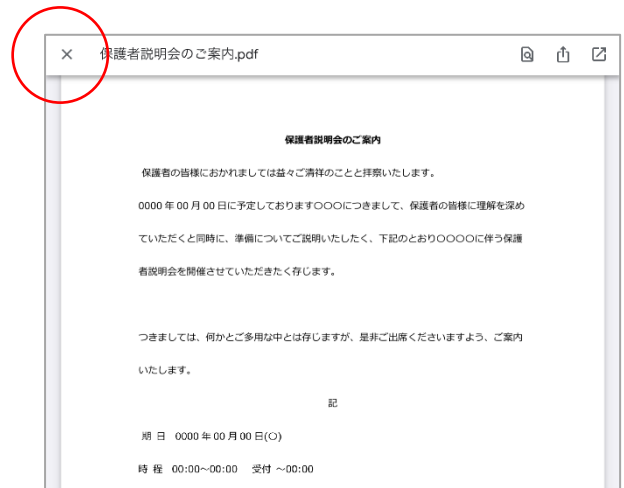 保護者説明会のご案内.pdf
保護者説明会のご案内
保護者の皆様におかれましては益々ご清祥のことと拝察いたします。
0000 年 00 月 00 日に予定しております〇〇〇につきまして、保護者の皆様に理解を深め
ていただくと同時に、準備についてご説明いたしたく、下記のとおり〇〇〇〇に伴う保護
者説明会を開催させていただきたく存じます。
つきましては、何かとご多用な中とは存じますが、是非ご出席くださいますよう、ご案内
いたします。
記
期 日 0000 年 00 月 00 日(〇)
時 程 00:00～00:00 受付 ～00:00